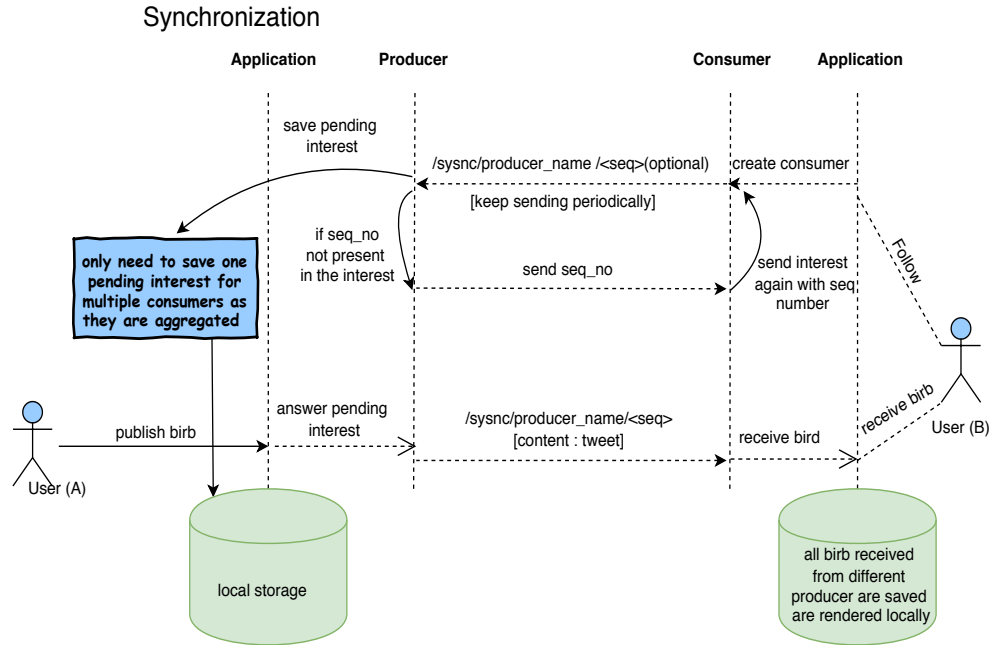 Synchronization
Application
Producer
Consumer
Application
save pending
interest
/sysnc/producer_name /<seq>(optional)
create consumer
[keep sending periodically]
if seq_no
not present
in the interest
send seq_no
send interest
again with seq
number
Follow
only need to save one
pending interest for
multiple consumers as
they are aggregated
publish birb
answer pending
interest
/sysnc/producer_name/<seq>
[content : tweet]
receive bird
receive birb
User (B)
User (A)
local storage
all birb received
from different
producer are saved
are rendered locally